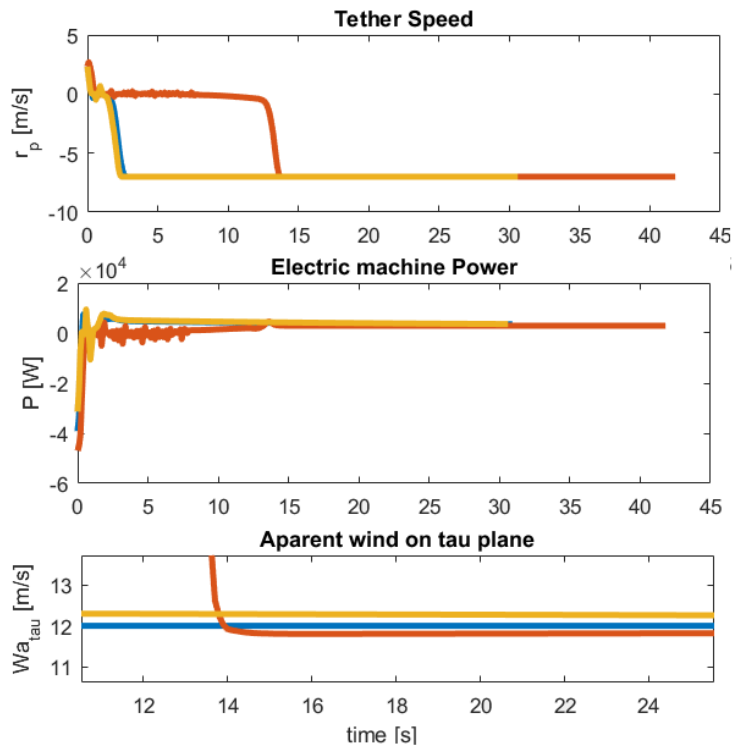 Tether Speed
5
0
-5
-10
r_p [m/s]
0 5 10 15 20 25 30 35 40 45
×10^4
Electric machine Power
2
0
-2
-4
-6
P [W]
0 5 10 15 20 25 30 35 40 45
Aparent wind on tau plane
13
12
11
Wa_tau [m/s]
12 14 16 18 20 22 24
time [s]